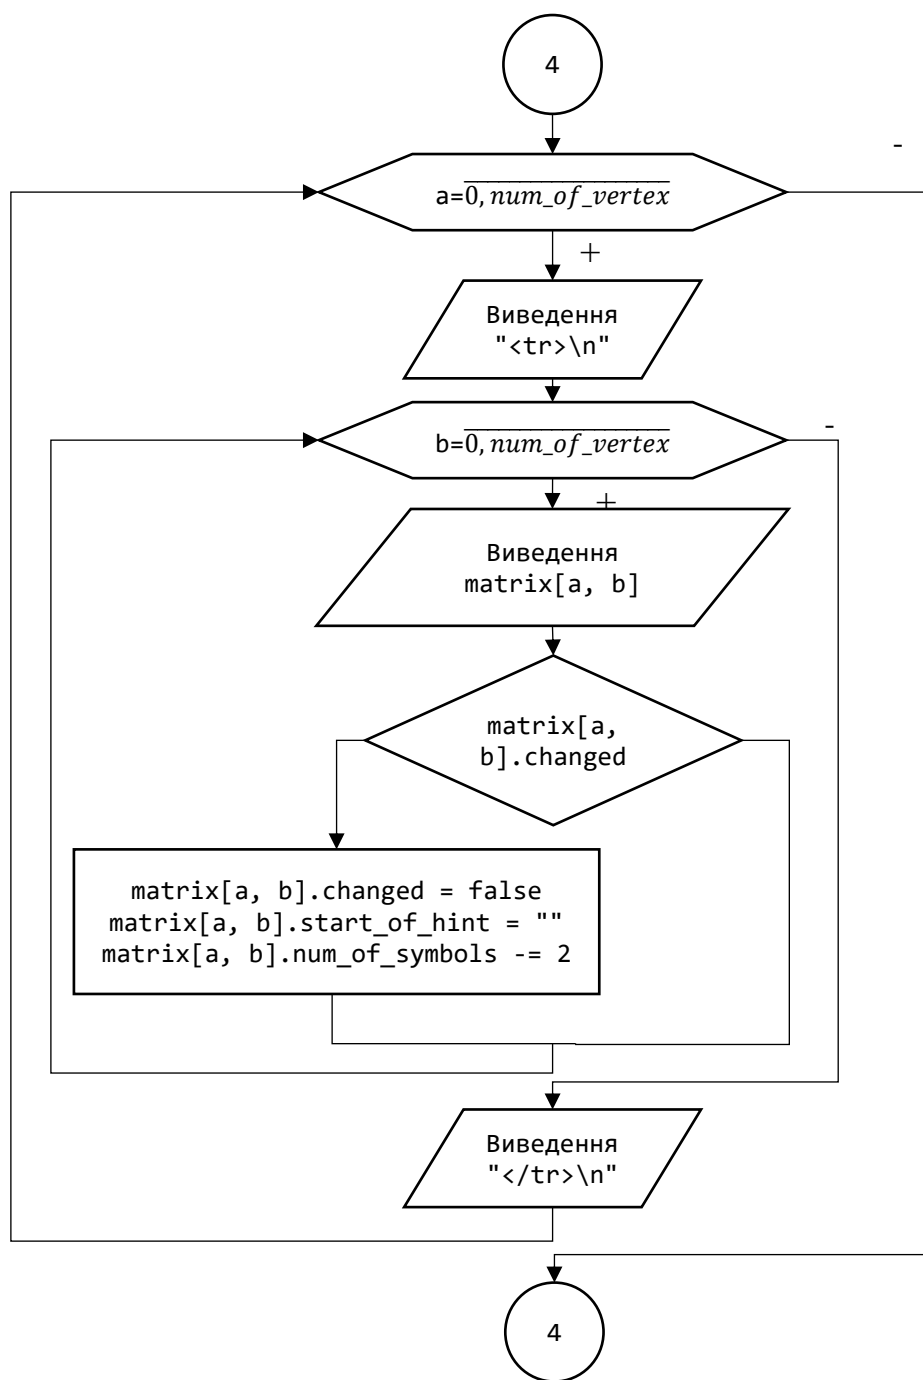 4
-
a=0, num_of_vertex
+
Виведення
"<tr>\n"
-
b=0, num_of_vertex
+
Виведення
matrix[a, b]
matrix[a,
b].changed
matrix[a, b].changed = false
matrix[a, b].start_of_hint = ""
matrix[a, b].num_of_symbols -= 2
Виведення
"</tr>\n"
4